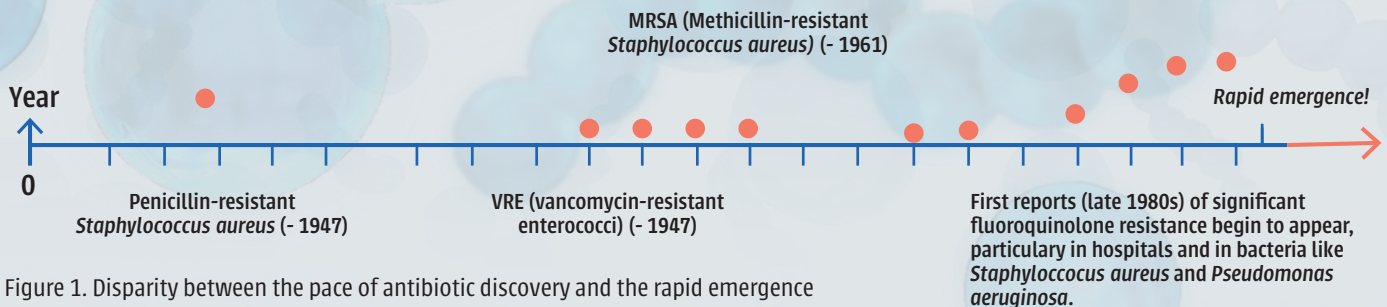 MRSA (Methicillin-resistant
Staphylococcus aureus) (- 1961)
Year
Rapid emergence!
0
Penicillin-resistant
Staphylococcus aureus (- 1947)
VRE (vancomycin-resistant
enterococci) (- 1947)
First reports (late 1980s) of significant
fluoroquinolone resistance begin to appear,
particulary in hospitals and in bacteria like
Staphyloccocus aureus and Pseudomonas
aeruginosa.
Figure 1. Disparity between the pace of antibiotic discovery and the rapid emergence